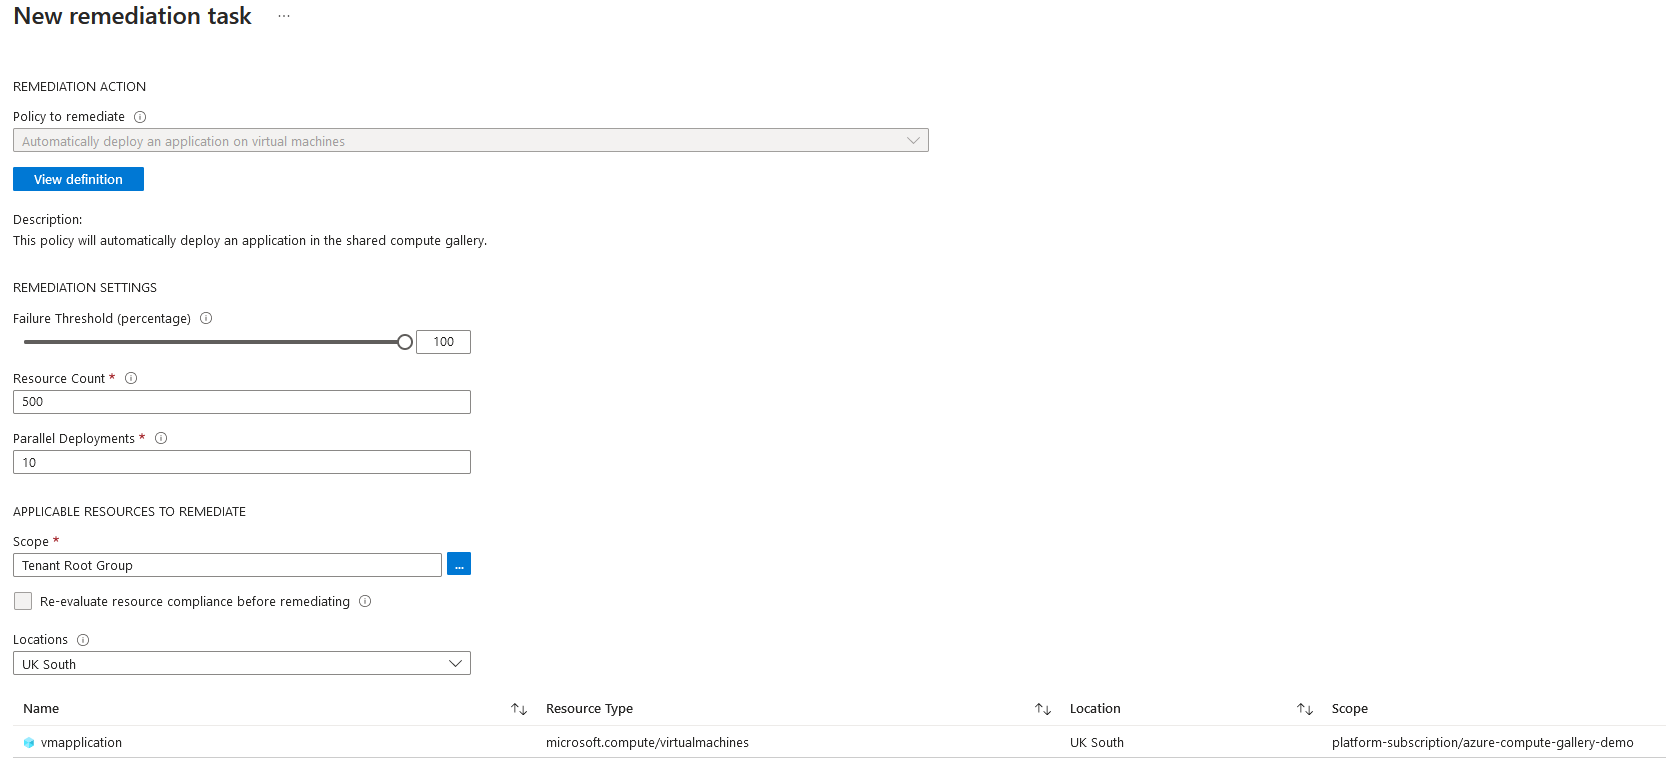 New remediation task ...
REMEDIATION ACTION
Policy to remediate
Automatically deploy an application on virtual machines
View definition
Description:
This policy will automatically deploy an application in the shared compute gallery.
REMEDIATION SETTINGS
Failure Threshold (percentage)
100
Resource Count *
500
Parallel Deployments *
10
APPLICABLE RESOURCES TO REMEDIATE
Scope *
Tenant Root Group ...
Re-evaluate resource compliance before remediating
Locations
UK South
Name Resource Type Location Scope
vmapplication microsoft.compute/virtualmachines UK South platform-subscription/azure-compute-gallery-demo